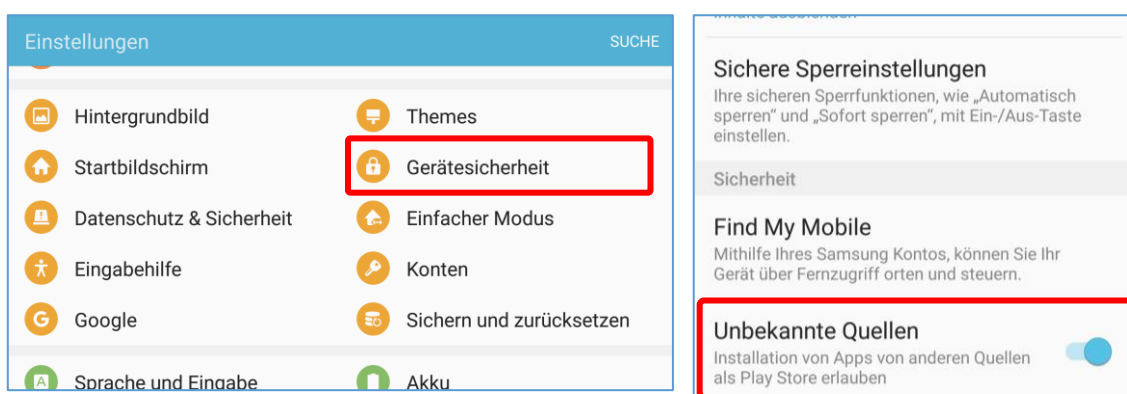 Einstellungen
SUCHE
Hintergrundbild
Themes
Startbildschirm
Gerätesicherheit
Datenschutz & Sicherheit
Einfacher Modus
Eingabehilfe
Konten
G
Google
Sichern und zurücksetzen
A
Sprache und Eingabe
Akku
Sichere Sperreinstellungen
Ihre sicheren Sperrfunktionen, wie „Automatisch
sperren“ und „Sofort sperren“, mit Ein-/Aus-Taste
einstellen.
Sicherheit
Find My Mobile
Mithilfe Ihres Samsung Kontos, können Sie Ihr
Gerät über Fernzugriff orten und steuern.
Unbekannte Quellen
Installation von Apps von anderen Quellen
als Play Store erlauben